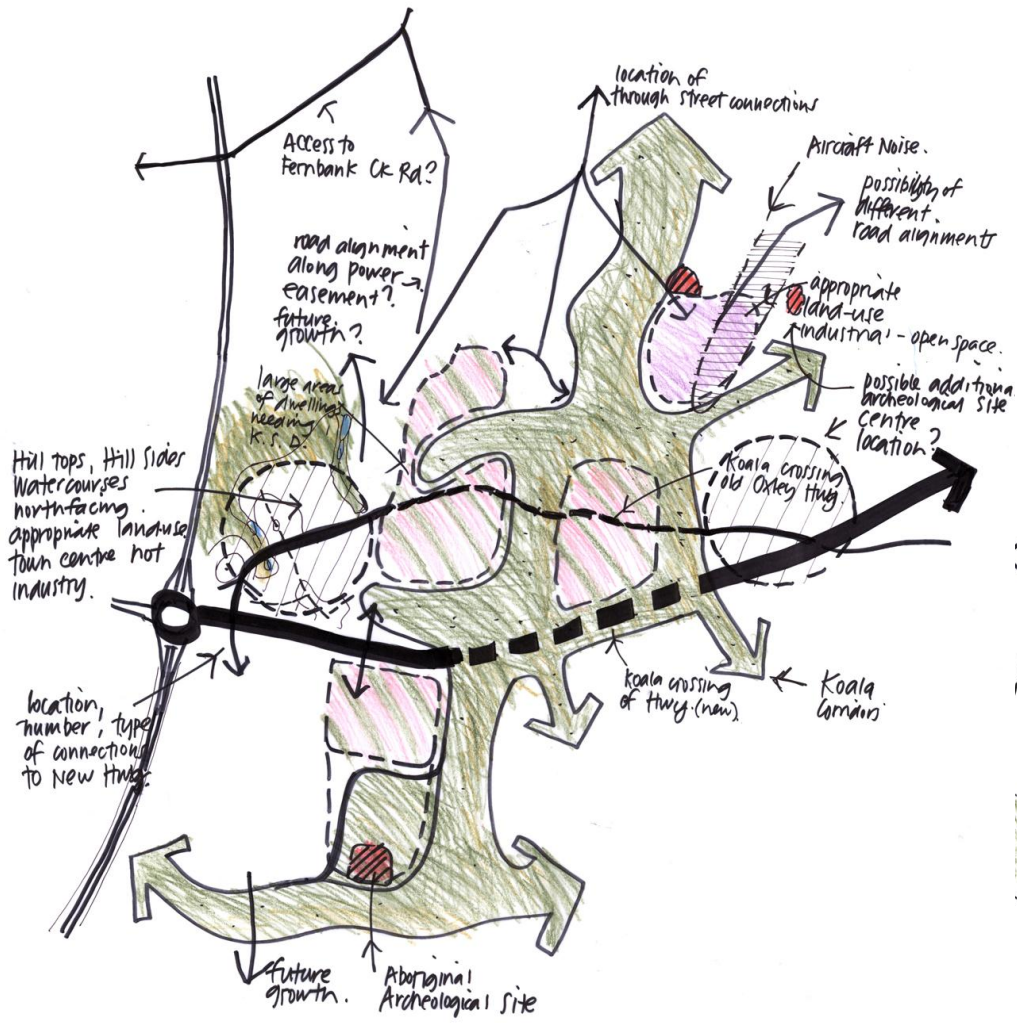 location of
through street connections
Access to
Fernbank Ck Rd?
Aircraft Noise.
possibility of
different
road alignments
road alignment
along power
easement?
future
growth?
appropriate
land-use
industrial - open space.
large areas
of dwellings
needing
K.S.D.
possible additional
archeological site
centre
location?
Hill tops, Hill sides
Watercourses
north facing.
appropriate land-use
town centre not
industry.
Koala crossing
old Oxley Hwy.
location,
number, type
of connections
to New Hwy.
koala crossing
of Hwy. (new)
Koala
Corridors
future
growth.
Aboriginal
Archeological Site